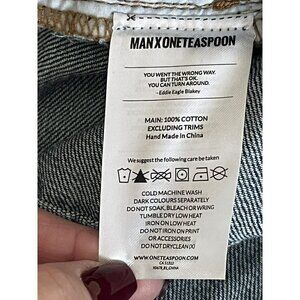 MANXONETEASPOON
YOU WENT THE WRONG WAY.
BUT THATS OK.
YOU CAN TURN AROUND.
- Eddie Eagle Blakey
MAIN: 100% COTTON
EXCLUDING TRIMS
Hand Made in China
We suggest the following care be taken
COLD MACHINE WASH
DARK COLOURS SEPARATELY
DO NOT SOAK, BLEACH OR WRING
TUMBLE DRY LOW HEAT
IRON ON LOW HEAT
DO NOT IRON ON PRINT
OR ACCESSORIES
DO NOT DRYCLEAN (X)
WWW.ONETEASPOON.COM